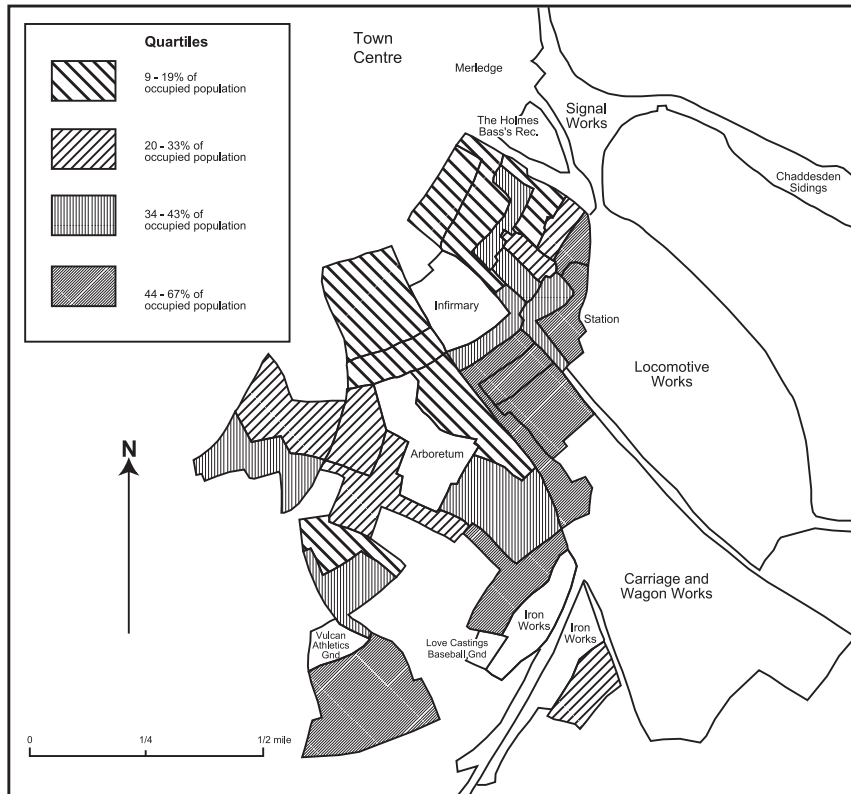 Quartiles
9 - 19% of
occupied population
20 - 33% of
occupied population
34 - 43% of
occupied population
44 - 67% of
occupied population
Town
Centre
Merledge
The Holmes
Bass's Rec.
Signal
Works
Chaddesden
Sidings
Infirmary
Station
Locomotive
Works
Arboretum
N
Carriage and
Wagon Works
Iron
Works
Iron
Works
Vulcan
Athletics
Gnd
Love Castings
Baseball Gnd
0
1/4
1/2 mile